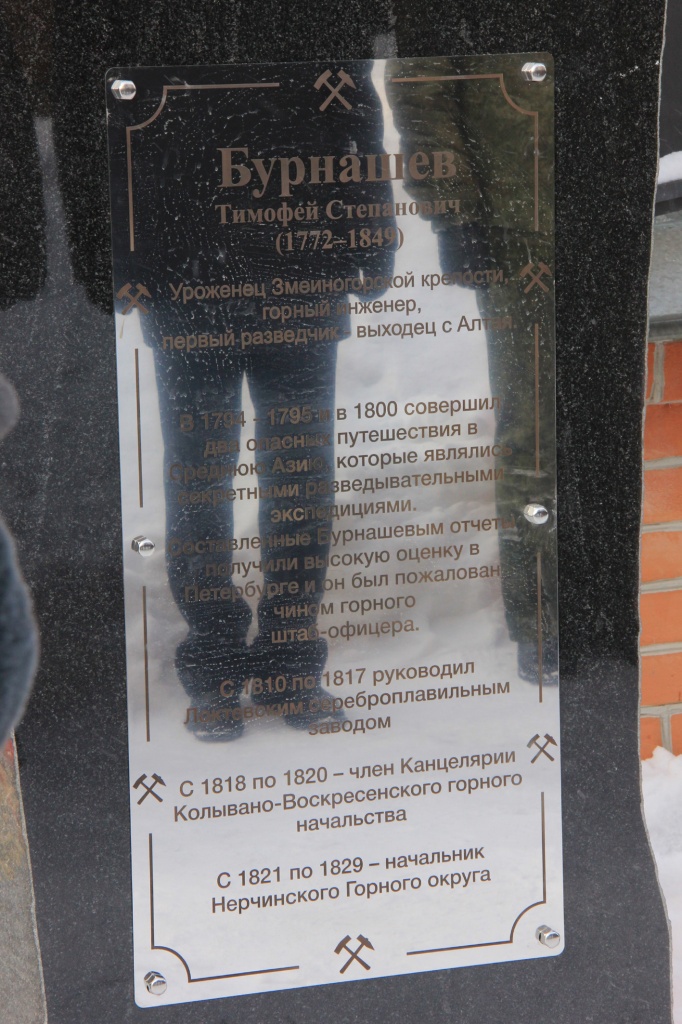 Бурнашев
Тимофей Степанович
(1772–1849)
Уроженец Змеиногорской крепости,
горный инженер,
первый разведчик - выходец с Алтая
В 1794 - 1795 и в 1800 совершил
два опасных путешествия в
Среднюю Азию, которые являлись
секретными разведывательными
экспедициями.
Составленные Бурнашевым отчеты
получили высокую оценку в
Петербурге и он был пожалован
чином горного
штаб-офицера.
С 1810 по 1817 руководил
Локтевским сереброплавильным
заводом
С 1818 по 1820 – член Канцелярии
Колывано-Воскресенского горного
начальства
С 1821 по 1829 – начальник
Нерчинского Горного округа